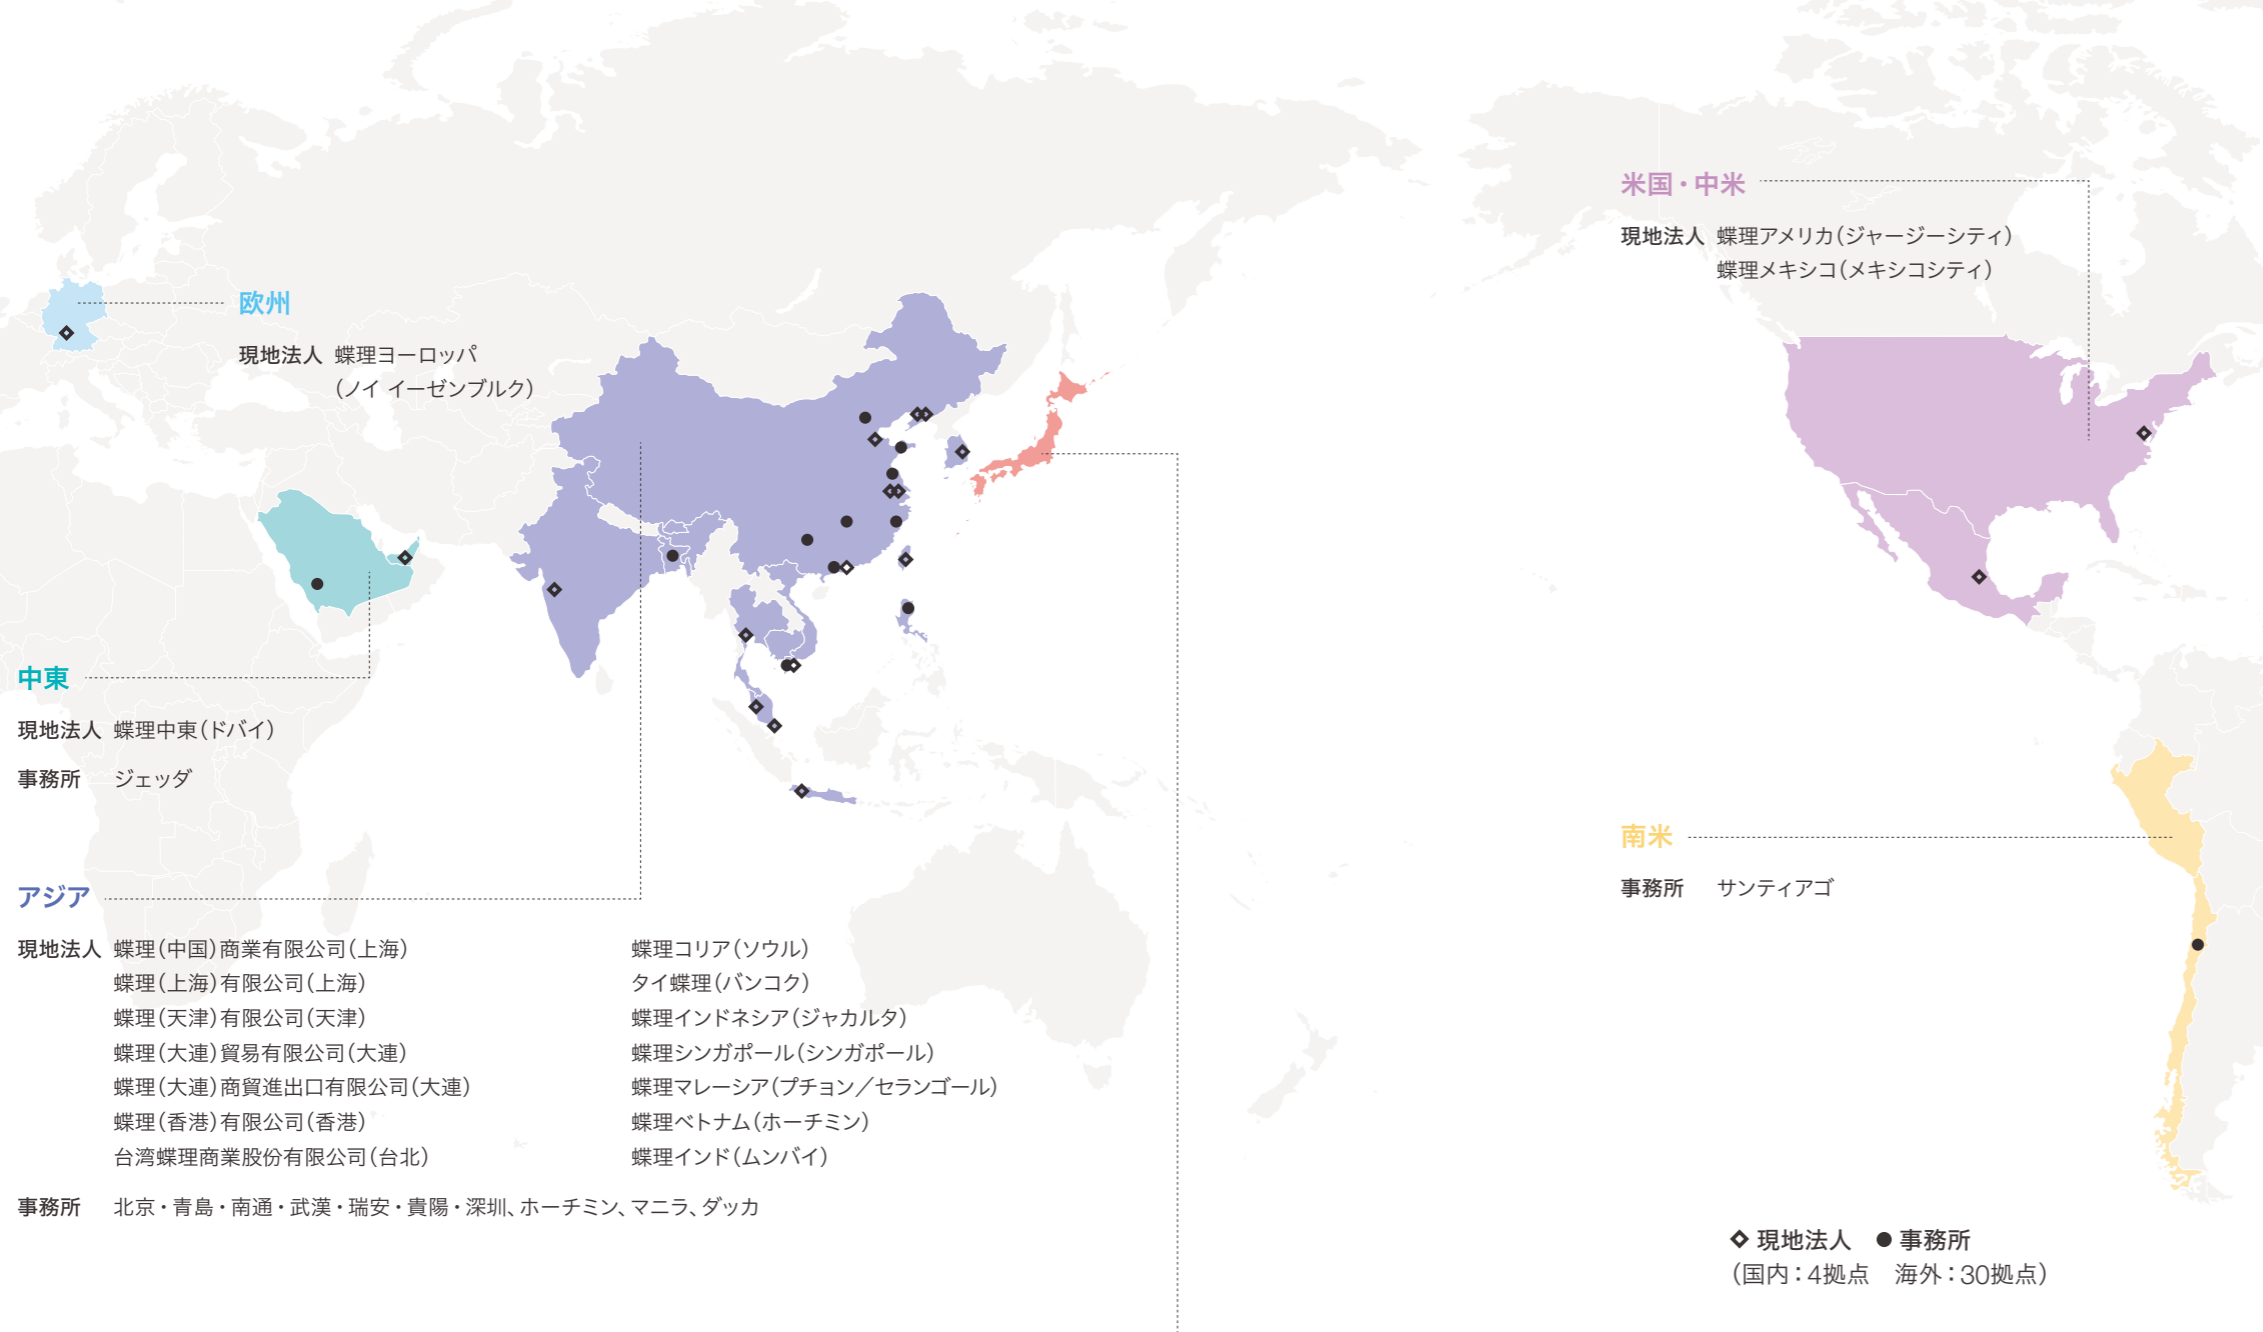 欧州
現地法人 蝶理ヨーロッパ
(ノイ イーゼンブルク)
中東
現地法人 蝶理中東(ドバイ)
事務所 ジェッダ
アジア
現地法人 蝶理(中国)商業有限公司(上海)
蝶理(上海)有限公司(上海)
蝶理(天津)有限公司(天津)
蝶理(大連)貿易有限公司(大連)
蝶理(大連)商貿進出口有限公司(大連)
蝶理(香港)有限公司(香港)
台湾蝶理商業股份有限公司(台北)
蝶理コリア(ソウル)
タイ蝶理(バンコク)
蝶理インドネシア(ジャカルタ)
蝶理シンガポール(シンガポール)
蝶理マレーシア(プチョン／セランゴール)
蝶理ベトナム(ホーチミン)
蝶理インド(ムンバイ)
事務所 北京・青島・南通・武漢・瑞安・貴陽・深圳、ホーチミン、マニラ、ダッカ
米国・中米
現地法人 蝶理アメリカ(ジャージーシティ)
蝶理メキシコ(メキシコシティ)
南米
事務所 サンティアゴ
現地法人 ●事務所
(国内：4拠点 海外：30拠点)